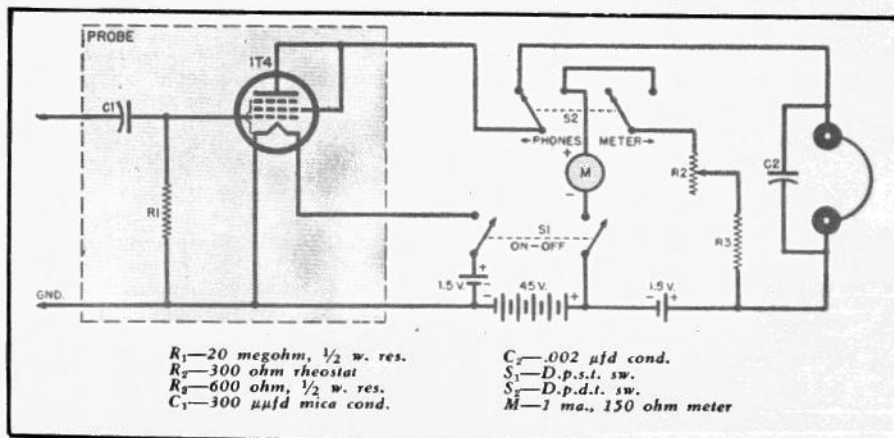 PROBE
1T4
C1
R1
GND.
S2
←PHONES METER→
+
M
-
R2
C2
R3
S1
ON-OFF
+
1.5 V.
-
45 V.
+
-
1.5 V.
+
R₁—20 megohm, 1/2 w. res.
R₂—300 ohm rheostat
R₃—600 ohm, 1/2 w. res.
C₁—300 µµfd mica cond.
C₂—.002 µfd cond.
S₁—D.p.s.t. sw.
S₂—D.p.d.t. sw.
M—1 ma., 150 ohm meter